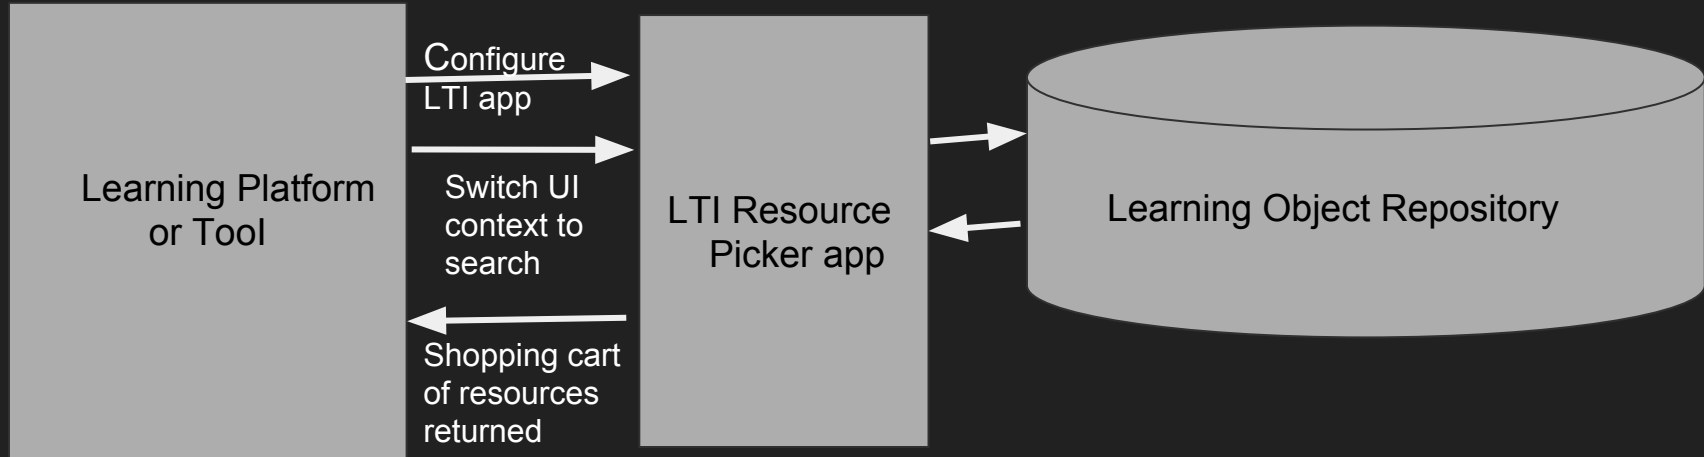 Learning Platform
or Tool
Configure
LTI app
Switch UI
context to
search
Shopping cart
of resources
returned
LTI Resource
Picker app
Learning Object Repository